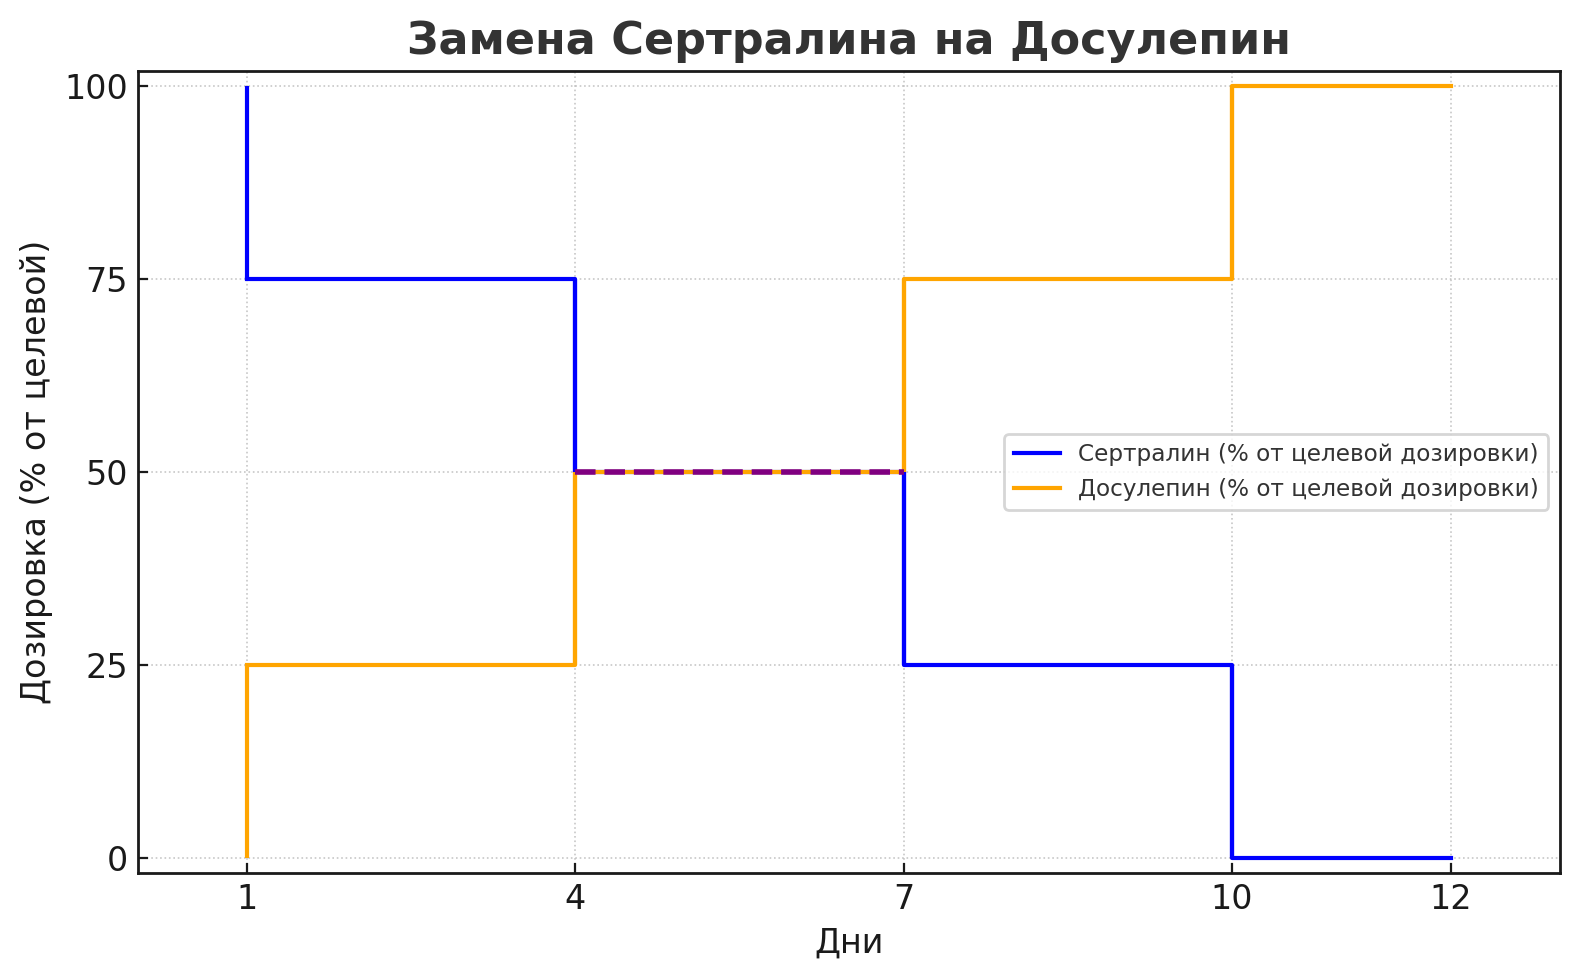 Замена Сертралина на Досулепин
Дозировка (% от целевой)
100
75
50
25
0
Сертралин (% от целевой дозировки)
Досулепин (% от целевой дозировки)
1 4 7 10 12
Дни